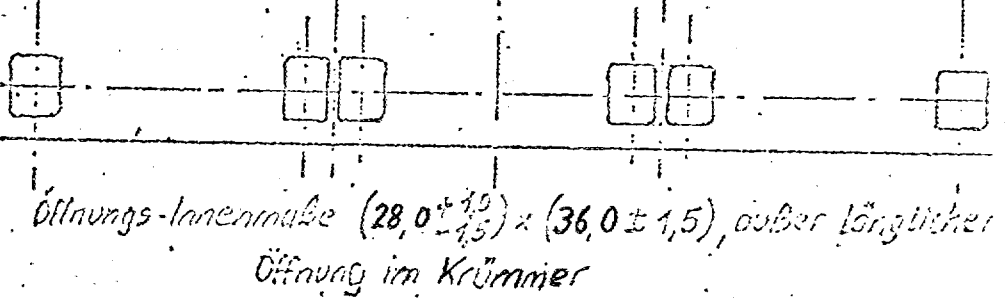 Öffnungs-Innenmaße (28,0 ± 1,0/1,5) x (36,0 ± 1,5), außer länglicher
Öffnung im Krümmer